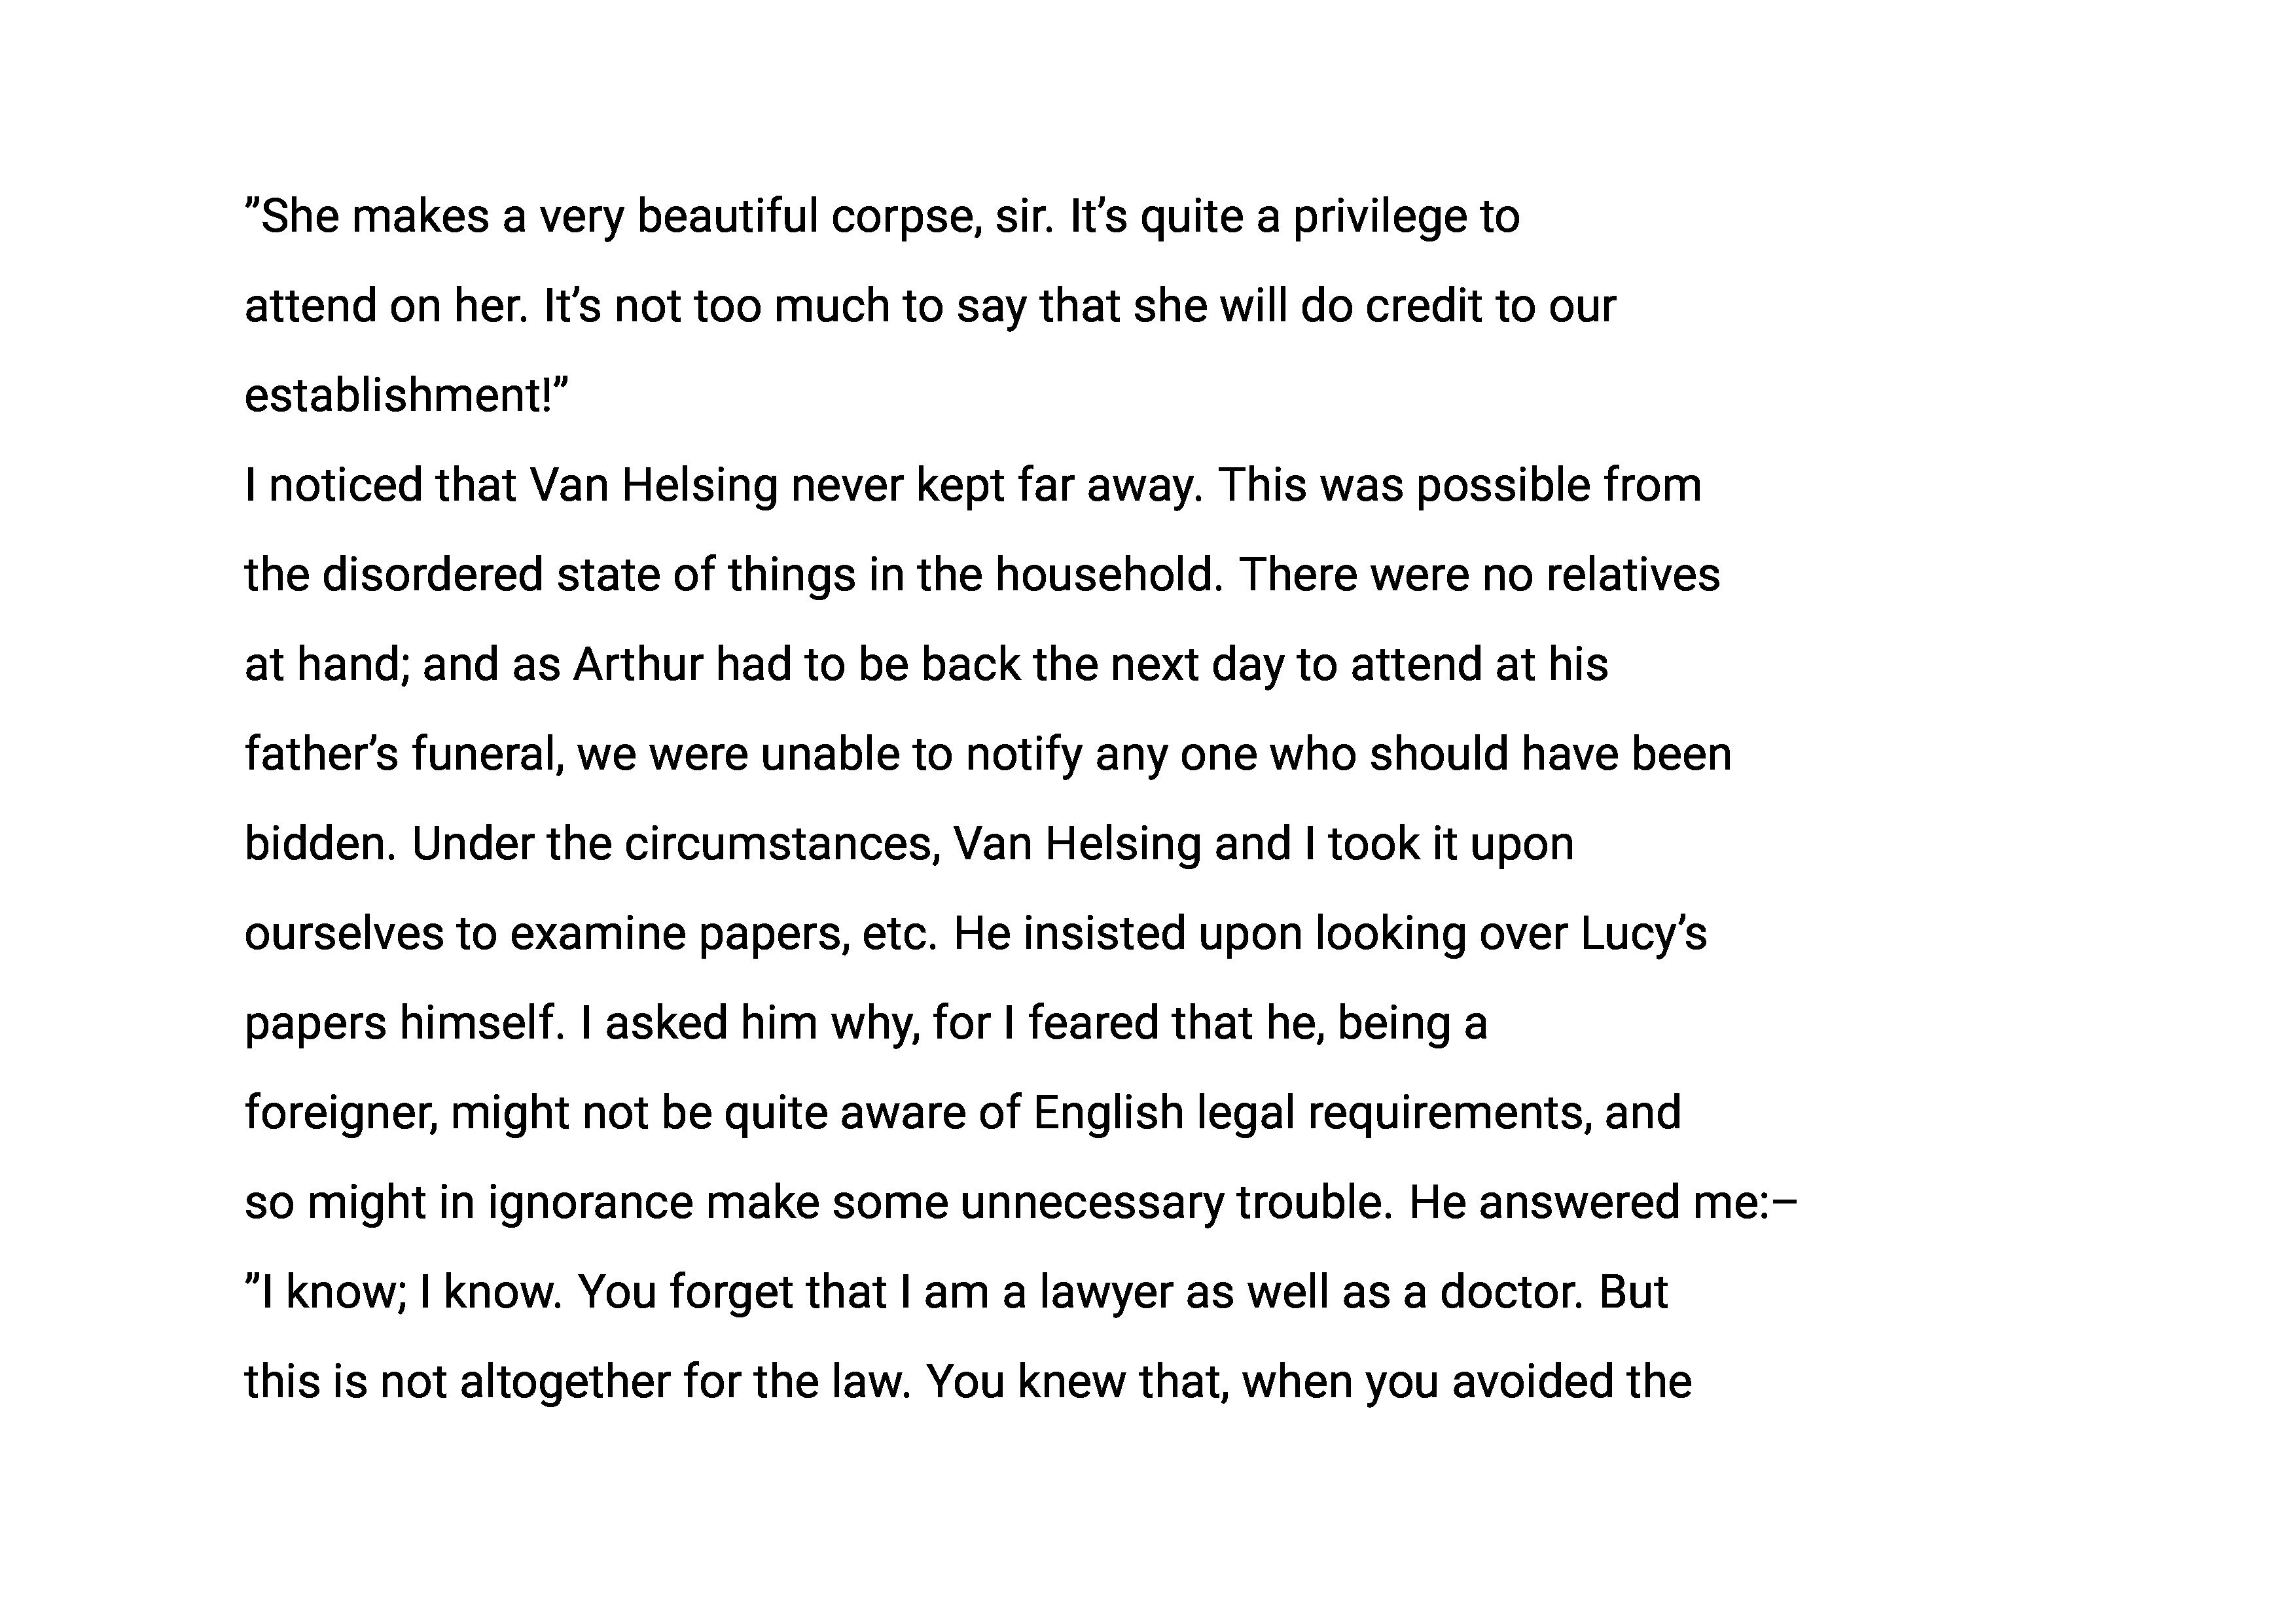 ”She makes a very beautiful corpse, sir. It’s quite a privilege to
attend on her. It’s not too much to say that she will do credit to our
establishment!”
I noticed that Van Helsing never kept far away. This was possible from
the disordered state of things in the household. There were no relatives
at hand; and as Arthur had to be back the next day to attend at his
father’s funeral, we were unable to notify any one who should have been
bidden. Under the circumstances, Van Helsing and I took it upon
ourselves to examine papers, etc. He insisted upon looking over Lucy’s
papers himself. I asked him why, for I feared that he, being a
foreigner, might not be quite aware of English legal requirements, and
so might in ignorance make some unnecessary trouble. He answered me:–
”I know; I know. You forget that I am a lawyer as well as a doctor. But
this is not altogether for the law. You knew that, when you avoided the